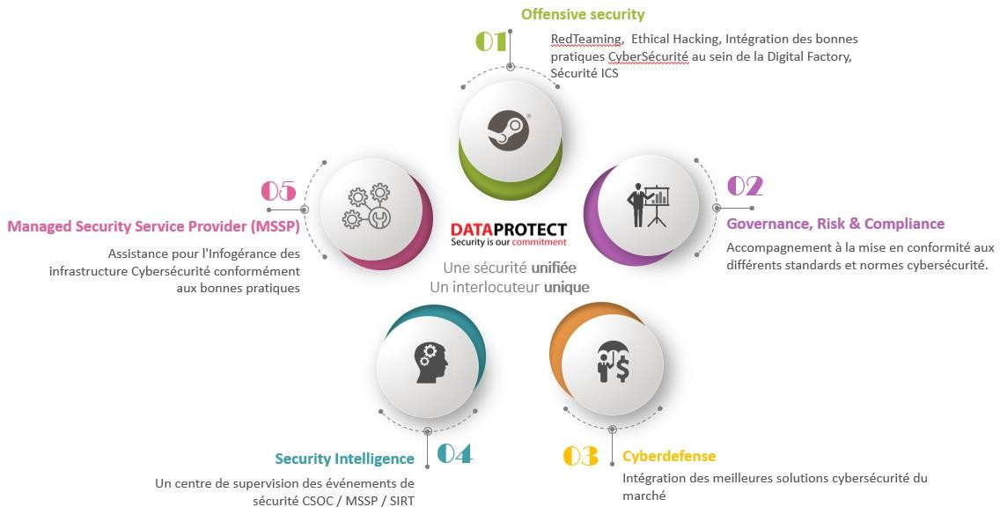 Offensive security
01
RedTeaming, Ethical Hacking, Intégration des bonnes
pratiques CyberSécurité au sein de la Digital Factory,
Sécurité ICS
®
02
Governance, Risk & Compliance
Accompagnement à la mise en conformité aux
différents standards et normes cybersécurité.
05
Managed Security Service Provider (MSSP)
Assistance pour l'Infogérance des
infrastructure Cybersécurité conformément
aux bonnes pratiques
DATAPROTECT
Security is our commitment
Une sécurité unifiée
Un interlocuteur unique
$
03
Cyberdefense
Intégration des meilleures solutions cybersécurité du
marché
04
Security Intelligence
Un centre de supervision des événements de
sécurité CSOC / MSSP / SIRT